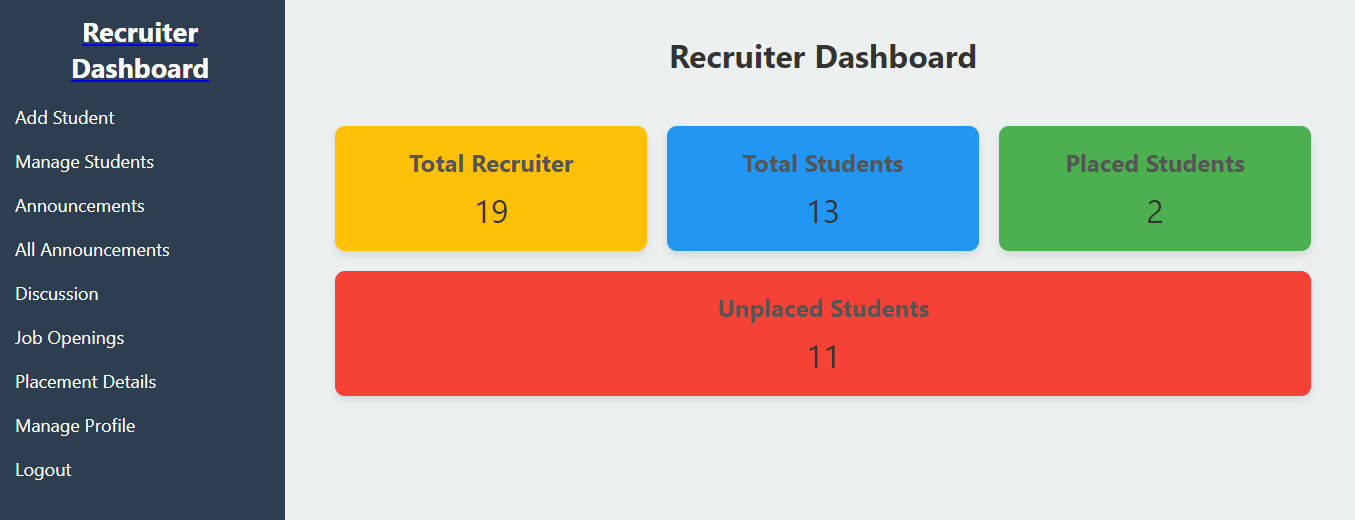 Recruiter
Dashboard
Add Student
Manage Students
Announcements
All Announcements
Discussion
Job Openings
Placement Details
Manage Profile
Logout
Recruiter Dashboard
Total Recruiter
19
Total Students
13
Placed Students
2
Unplaced Students
11